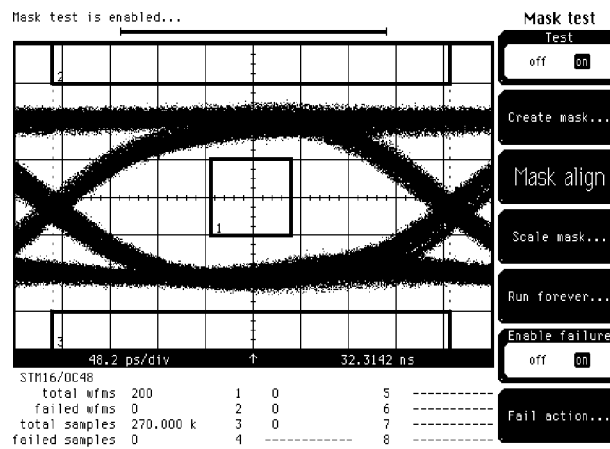 Mask test is enabled...
Mask test
Test
off on
Create mask...
Mask align
Scale mask...
Run forever...
Enable failure
off on
Fail action...
2
1
3
48.2 ps/div ↑ 32.3142 ns
STM16/OC48
total wfms 200 1 0 5 -----------
failed wfms 0 2 0 6 -----------
total samples 270.000 k 3 0 7 -----------
failed samples 0 4 ----------- 8 -----------